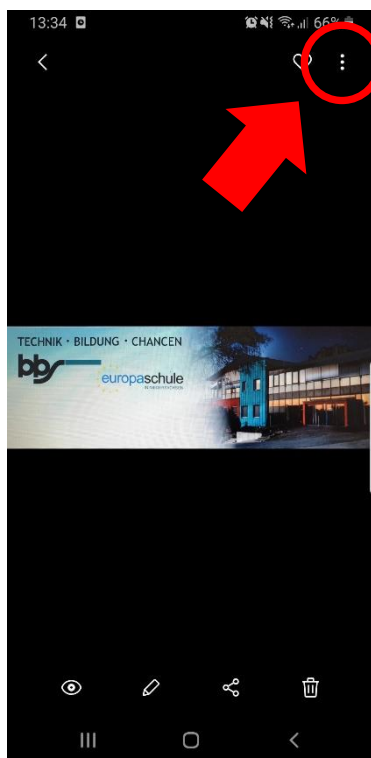 13:34
66%
TECHNIK · BILDUNG · CHANCEN
bbs
europaschule